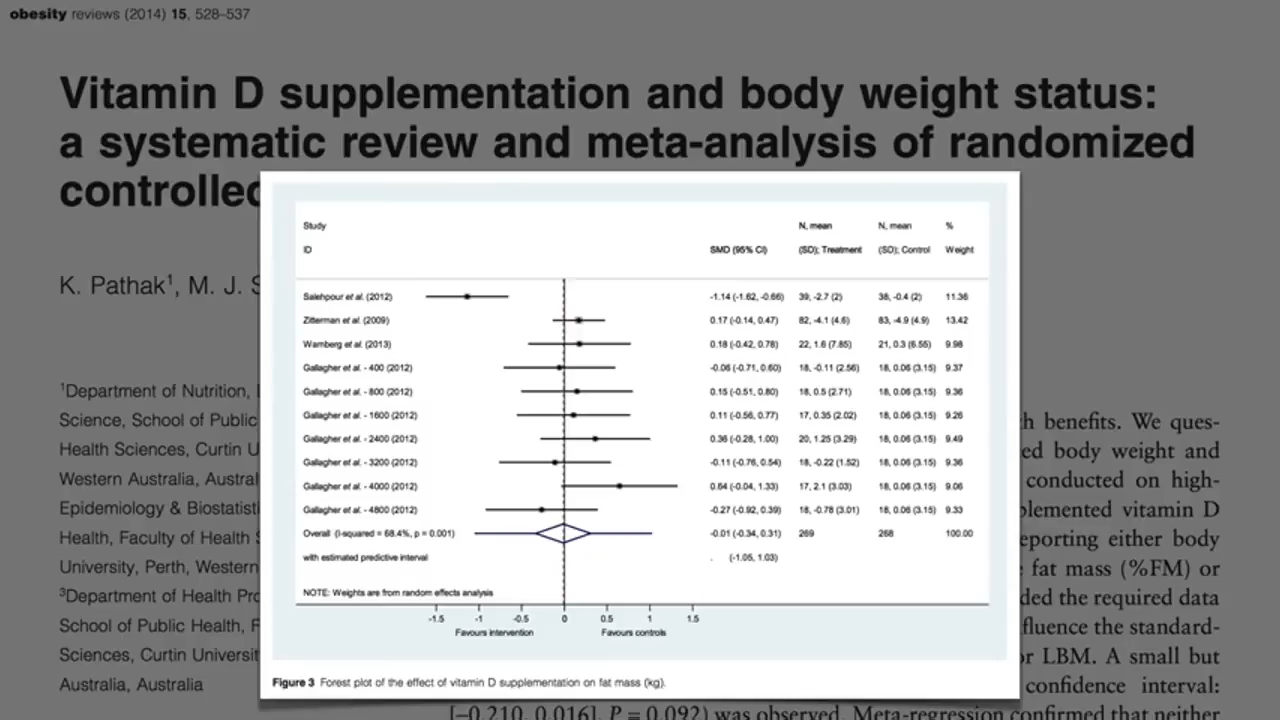 obesity reviews (2014) 15, 528–537
Vitamin D supplementation and body weight status:
a systematic review and meta-analysis of randomized
controlled
K. Pathak¹, M. J. S
¹Department of Nutrition,
Science, School of Public
Health Sciences, Curtin U
Western Australia, Austral
Epidemiology & Biostatist
Health, Faculty of Health S
University, Perth, Western
³Department of Health Pro
School of Public Health, F
Sciences, Curtin Universit
Australia, Australia
Study N, mean N, mean %
ID SMD (95% CI) (SD); Treatment (SD); Control Weight
Salehpour et al. (2012) -1.14 (-1.62, -0.66) 39, -2.7 (2) 38, -0.4 (2) 11.36
Zitterman et al. (2009) 0.17 (-0.14, 0.47) 82, -4.1 (4.6) 83, -4.9 (4.9) 13.42
Wamberg et al. (2013) 0.18 (-0.42, 0.78) 22, 1.6 (7.85) 21, 0.3 (6.55) 9.98
Gallagher et al. - 400 (2012) -0.06 (-0.71, 0.60) 18, -0.11 (2.56) 18, 0.06 (3.15) 9.37
Gallagher et al. - 800 (2012) 0.15 (-0.51, 0.80) 18, 0.5 (2.71) 18, 0.06 (3.15) 9.36
Gallagher et al. - 1600 (2012) 0.11 (-0.56, 0.77) 17, 0.35 (2.02) 18, 0.06 (3.15) 9.26
Gallagher et al. - 2400 (2012) 0.36 (-0.28, 1.00) 20, 1.25 (3.29) 18, 0.06 (3.15) 9.49
Gallagher et al. - 3200 (2012) -0.11 (-0.76, 0.54) 18, -0.22 (1.52) 18, 0.06 (3.15) 9.36
Gallagher et al. - 4000 (2012) 0.64 (-0.04, 1.33) 17, 2.1 (3.03) 18, 0.06 (3.15) 9.06
Gallagher et al. - 4800 (2012) -0.27 (-0.92, 0.39) 18, -0.78 (3.01) 18, 0.06 (3.15) 9.33
Overall (I-squared = 68.4%, p = 0.001) -0.01 (-0.34, 0.31) 269 268 100.00
with estimated predictive interval . (-1.05, 1.03)
NOTE: Weights are from random effects analysis
-1.5 -1 -0.5 0 0.5 1 1.5
Favours intervention Favours controls
Figure 3 Forest plot of the effect of vitamin D supplementation on fat mass (kg).
h benefits. We ques-
ed body weight and
conducted on high-
plemented vitamin D
eporting either body
fat mass (%FM) or
ded the required data
fluence the standard-
or LBM. A small but
confidence interval:
[−0.210, 0.016], P = 0.092) was observed. Meta-regression confirmed that neither